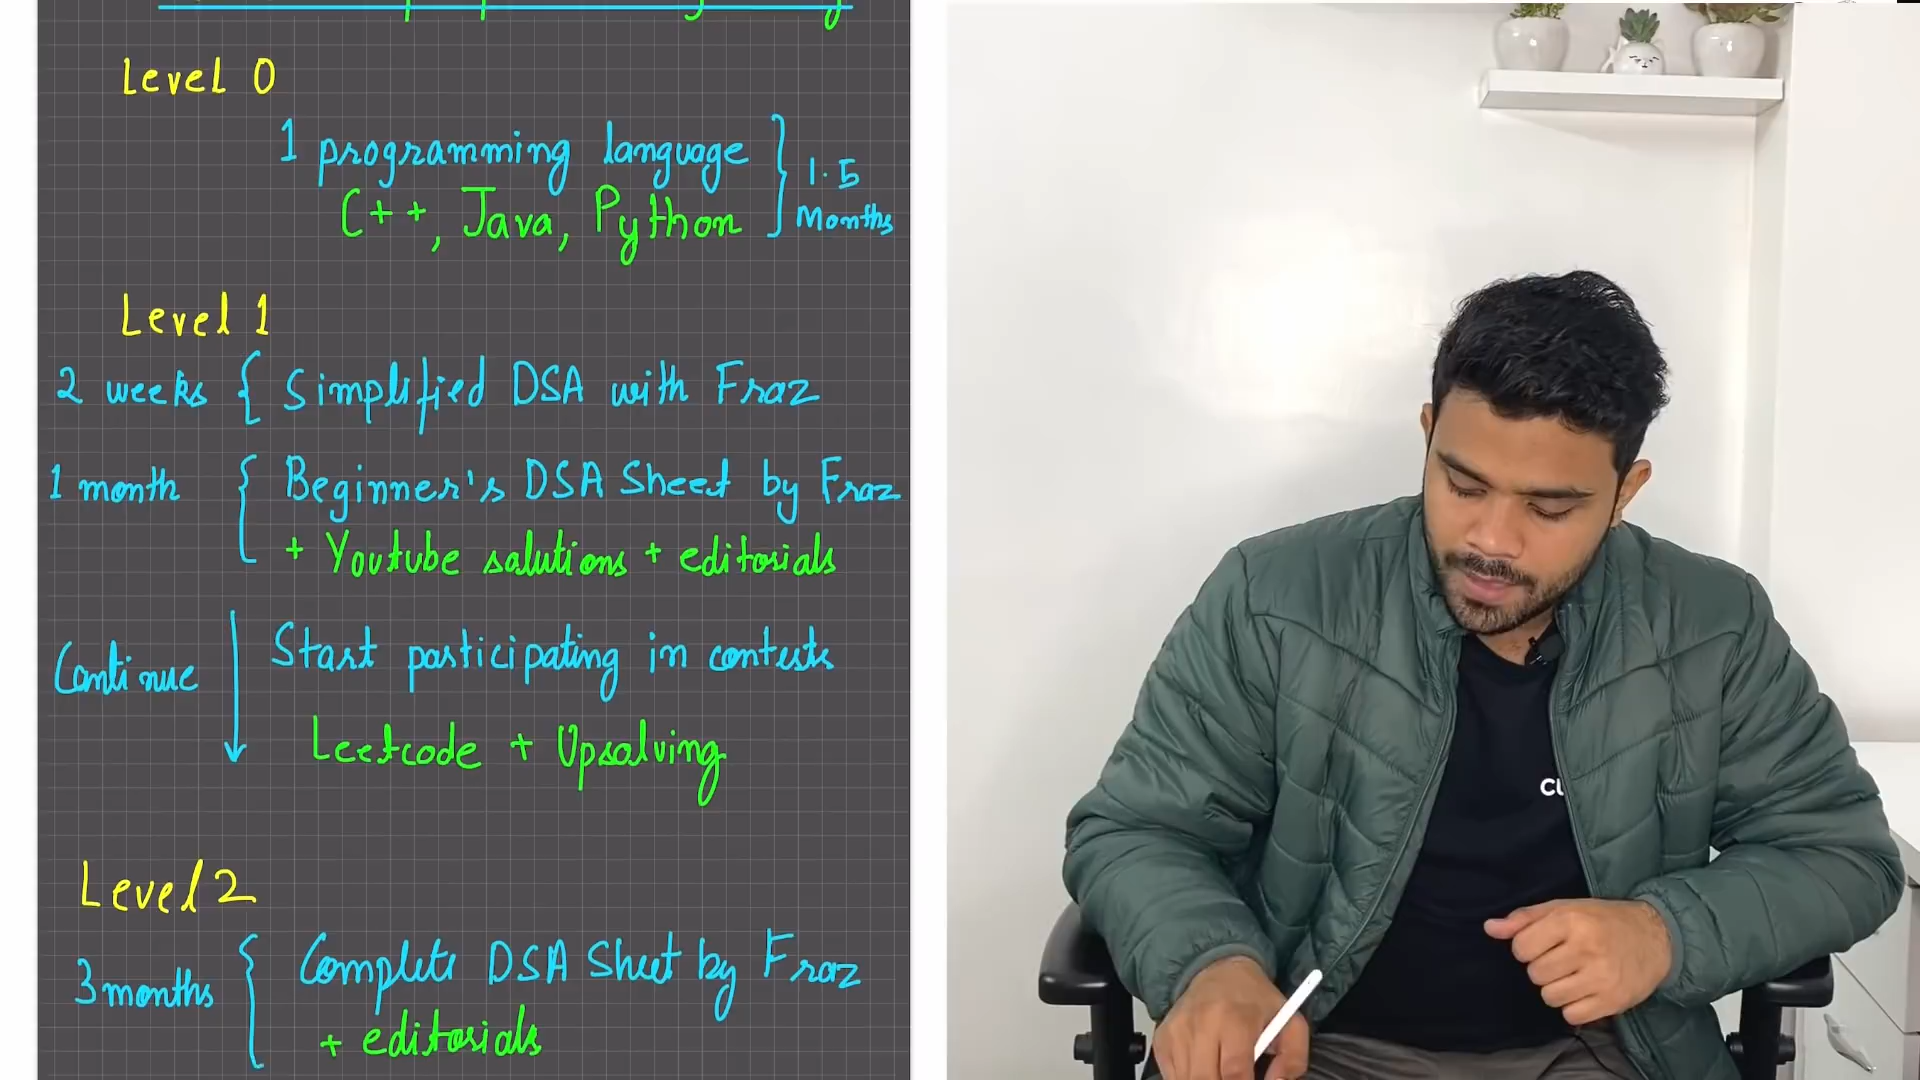 Level 0
1 programming language
C++, Java, Python
1.5
Months
Level 1
2 weeks { Simplified DSA with Fraz
1 month { Beginner's DSA Sheet by Fraz
+ Youtube solutions + editorials
Continue
Start participating in contests
Leetcode + Upsolving
Level 2
3 months { Complete DSA Sheet by Fraz
+ editorials